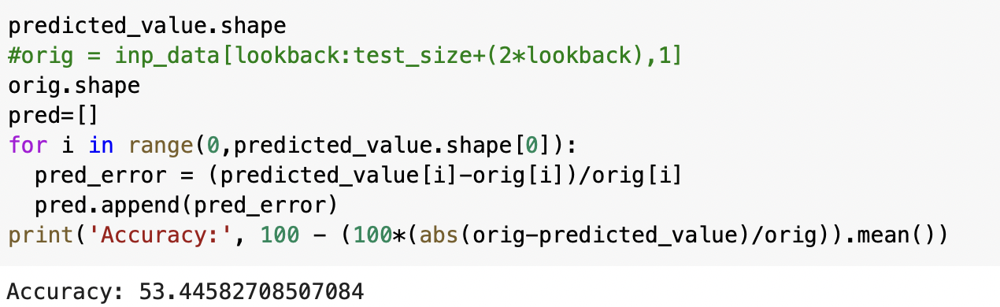 predicted_value.shape
#orig = inp_data[lookback:test_size+(2*lookback),1]
orig.shape
pred=[]
for i in range(0,predicted_value.shape[0]):
  pred_error = (predicted_value[i]-orig[i])/orig[i]
  pred.append(pred_error)
print('Accuracy:', 100 - (100*(abs(orig-predicted_value)/orig)).mean())
Accuracy: 53.44582708507084